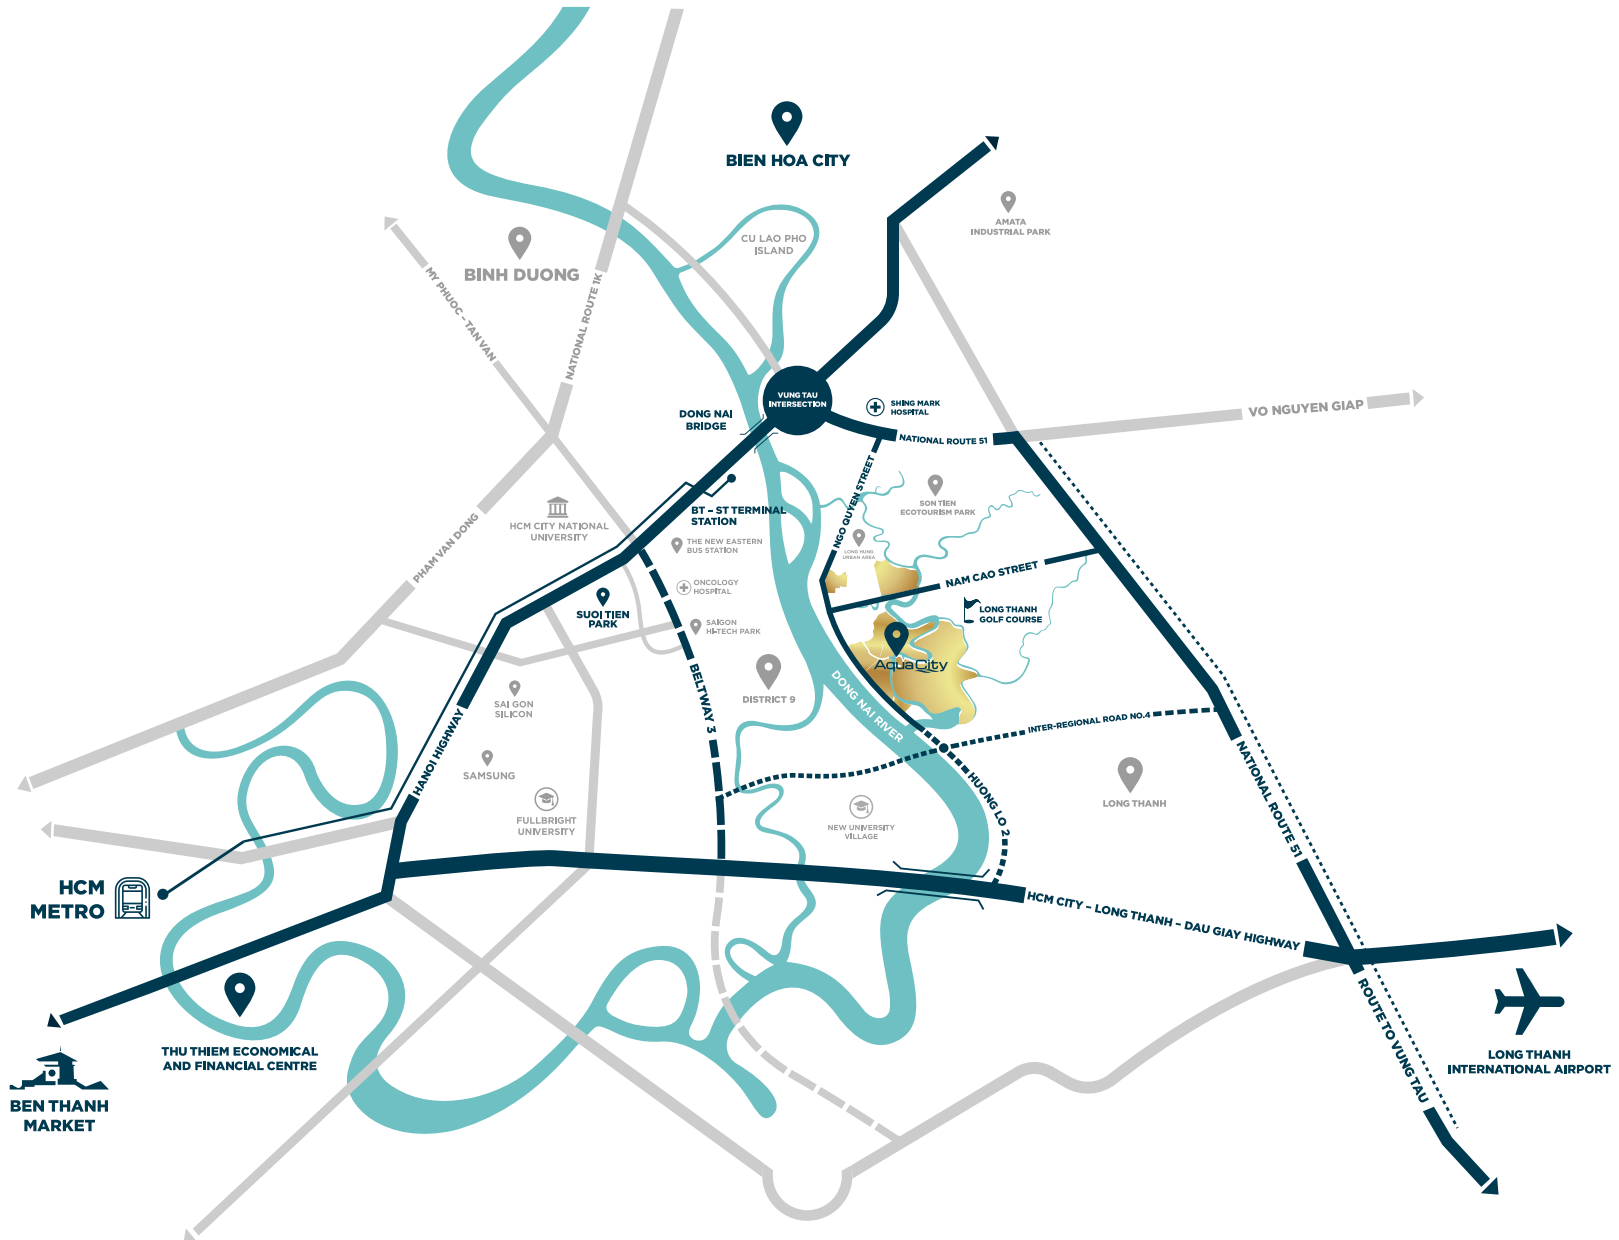 BIEN HOA CITY
AMATA
INDUSTRIAL PARK
CU LAO PHO
ISLAND
BINH DUONG
MY PHUOC - TAN VAN
NATIONAL ROUTE 1K
VUNG TAU
INTERSECTION
SHING MARK
HOSPITAL
DONG NAI
BRIDGE
NATIONAL ROUTE 51
VO NGUYEN GIAP
NGO QUYEN STREET
SON TIEN
ECOTOURISM PARK
BT - ST TERMINAL
STATION
HCM CITY NATIONAL
UNIVERSITY
PHAM VAN DONG
THE NEW EASTERN
BUS STATION
LONG HUNG
URBAN AREA
NAM CAO STREET
ONCOLOGY
HOSPITAL
SUOI TIEN
PARK
SAIGON
HI-TECH PARK
LONG THANH
GOLF COURSE
AquaCity
BELTWAY 3
DISTRICT 9
DONG NAI RIVER
SAI GON
SILICON
HANOI HIGHWAY
SAMSUNG
INTER-REGIONAL ROAD NO.4
HUONG LO 2
LONG THANH
NATIONAL ROUTE 51
FULLBRIGHT
UNIVERSITY
NEW UNIVERSITY
VILLAGE
HCM
METRO
HCM CITY - LONG THANH - DAU GIAY HIGHWAY
ROUTE TO VUNG TAU
THU THIEM ECONOMICAL
AND FINANCIAL CENTRE
LONG THANH
INTERNATIONAL AIRPORT
BEN THANH
MARKET